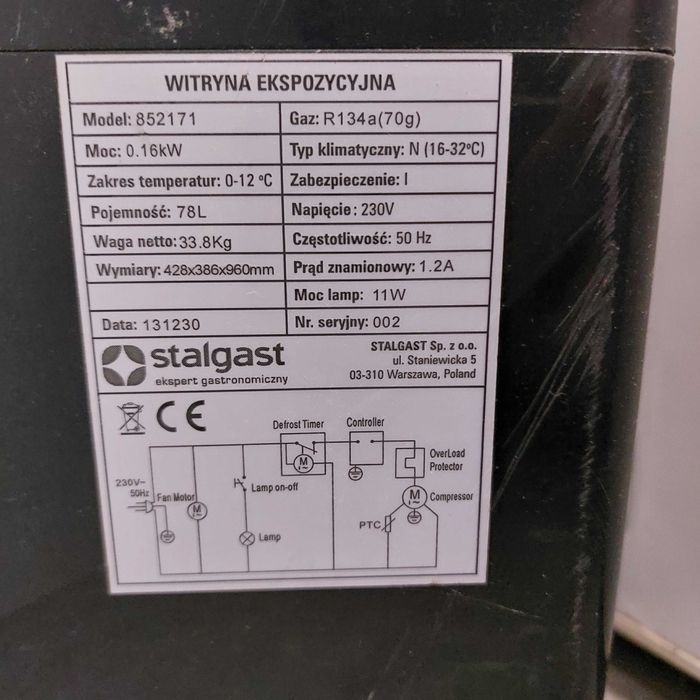 WITRYNA EKSPOZYCYJNA
Model: 852171
Gaz: R134a(70g)
Moc: 0.16kW
Typ klimatyczny: N (16-32ºC)
Zakres temperatur: 0-12 ºC
Zabezpieczenie: I
Pojemność: 78L
Napięcie: 230V
Waga netto: 33.8Kg
Częstotliwość: 50 Hz
Wymiary: 428x386x960mm
Prąd znamionowy: 1.2A
Moc lamp: 11W
Data: 131230
Nr. seryjny: 002
stalgast
ekspert gastronomiczny
STALGAST Sp. z o.o.
ul. Staniewicka 5
03-310 Warszawa, Poland
CE
Defrost Timer
Controller
M
OverLoad
Protector
230V~
50Hz
Fan Motor
M
Lamp on-off
M
Compressor
PTC
Lamp